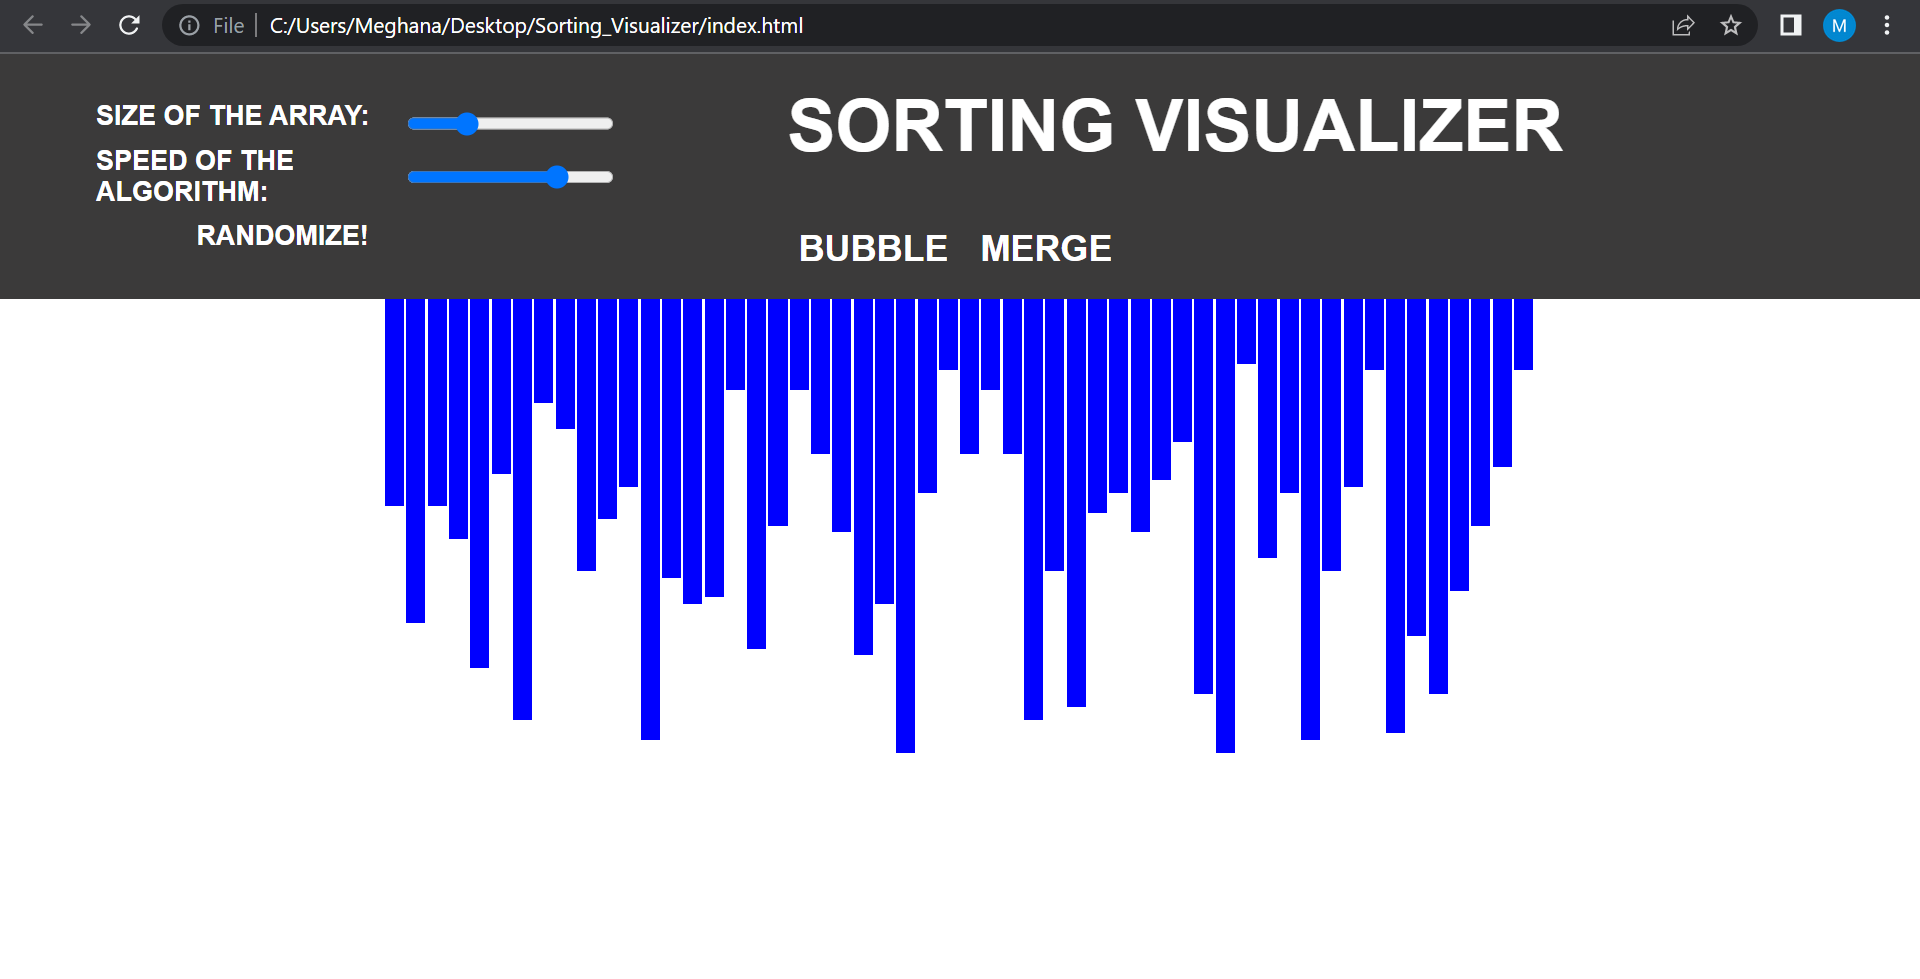 File
C:/Users/Meghana/Desktop/Sorting_Visualizer/index.html
M
SIZE OF THE ARRAY:
SPEED OF THE
ALGORITHM:
RANDOMIZE!
SORTING VISUALIZER
BUBBLE MERGE